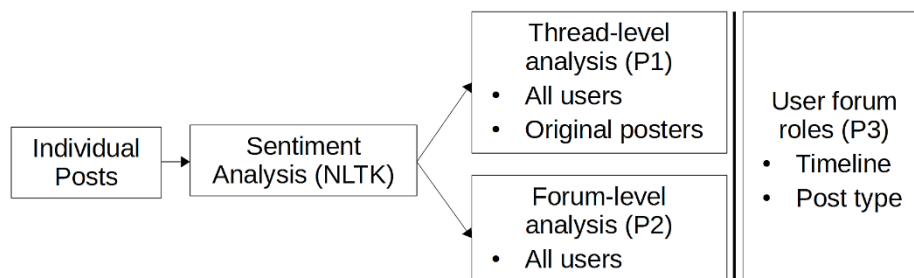 Individual
Posts
Sentiment
Analysis (NLTK)
Thread-level
analysis (P1)
• All users
• Original posters
Forum-level
analysis (P2)
• All users
User forum
roles (P3)
• Timeline
• Post type